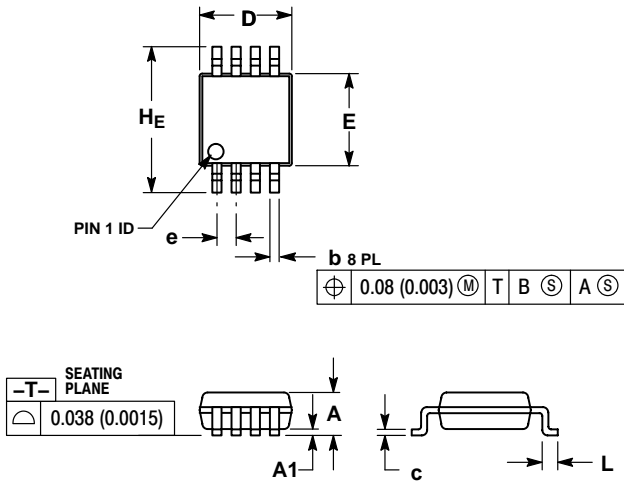 D
HE
E
PIN 1 ID
e
b 8 PL
⌖ 0.08 (0.003) Ⓜ T B Ⓢ A Ⓢ
–T– SEATING PLANE
⌓ 0.038 (0.0015)
A
A1
c
L